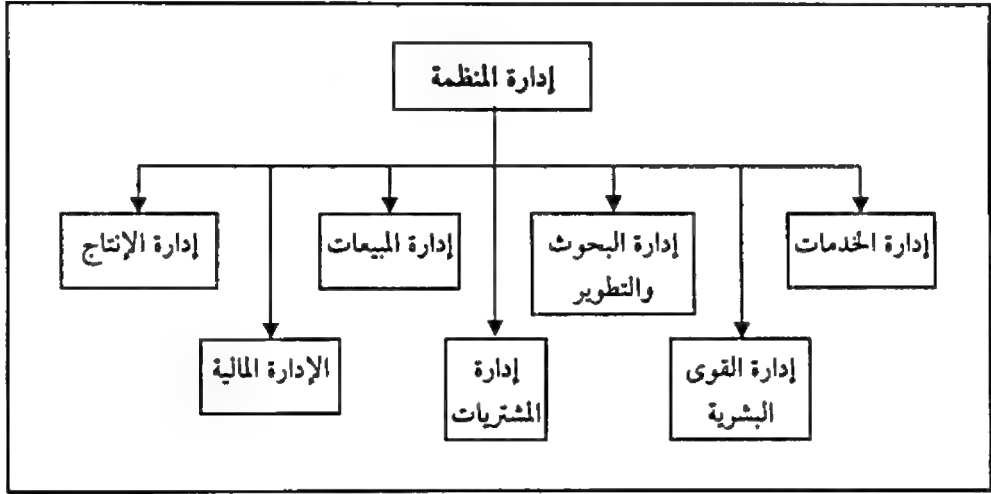 إدارة المنظمة
إدارة الخدمات
إدارة البحوث
والتطوير
إدارة المبيعات
إدارة الإنتاج
إدارة القوى
البشرية
إدارة
المشتريات
الإدارة المالية